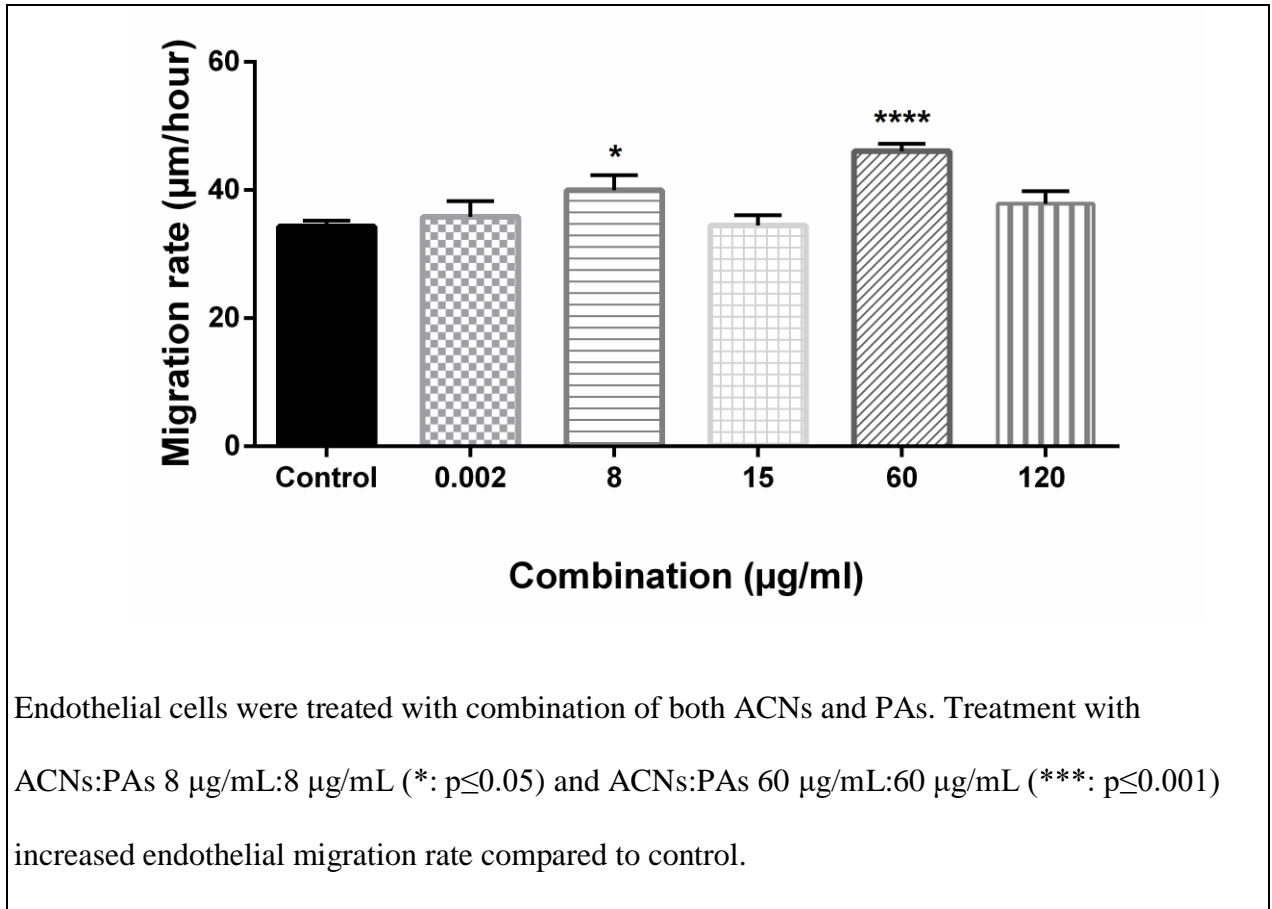 Migration rate (μm/hour)
60
40
20
0
*
****
Control 0.002 8 15 60 120
Combination (μg/ml)
Endothelial cells were treated with combination of both ACNs and PAs. Treatment with
ACNs:PAs 8 μg/mL:8 μg/mL (*: p≤0.05) and ACNs:PAs 60 μg/mL:60 μg/mL (***: p≤0.001)
increased endothelial migration rate compared to control.